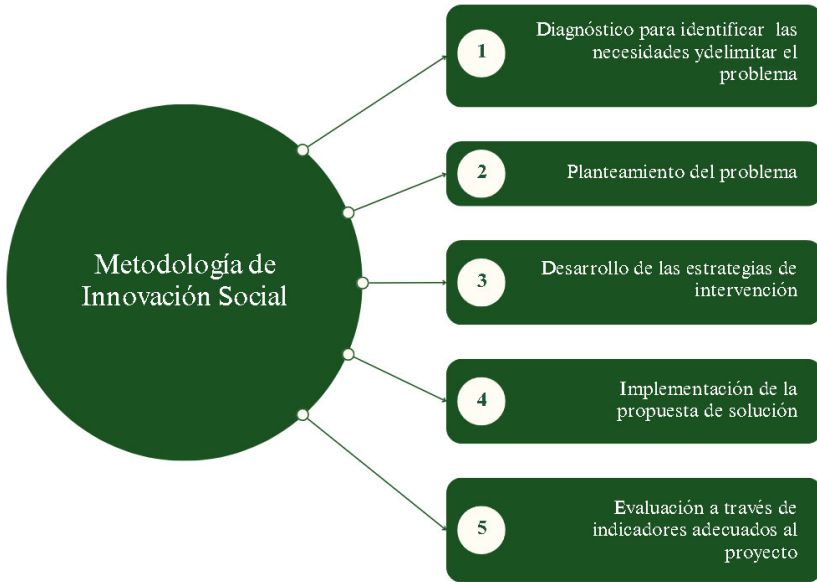 Metodología de
Innovación Social
1
Diagnóstico para identificar las
necesidades ydelimitar el
problema
2
Planteamiento del problema
3
Desarrollo de las estrategias de
intervención
4
Implementación de la
propuesta de solución
5
Evaluación a través de
indicadores adecuados al
proyecto